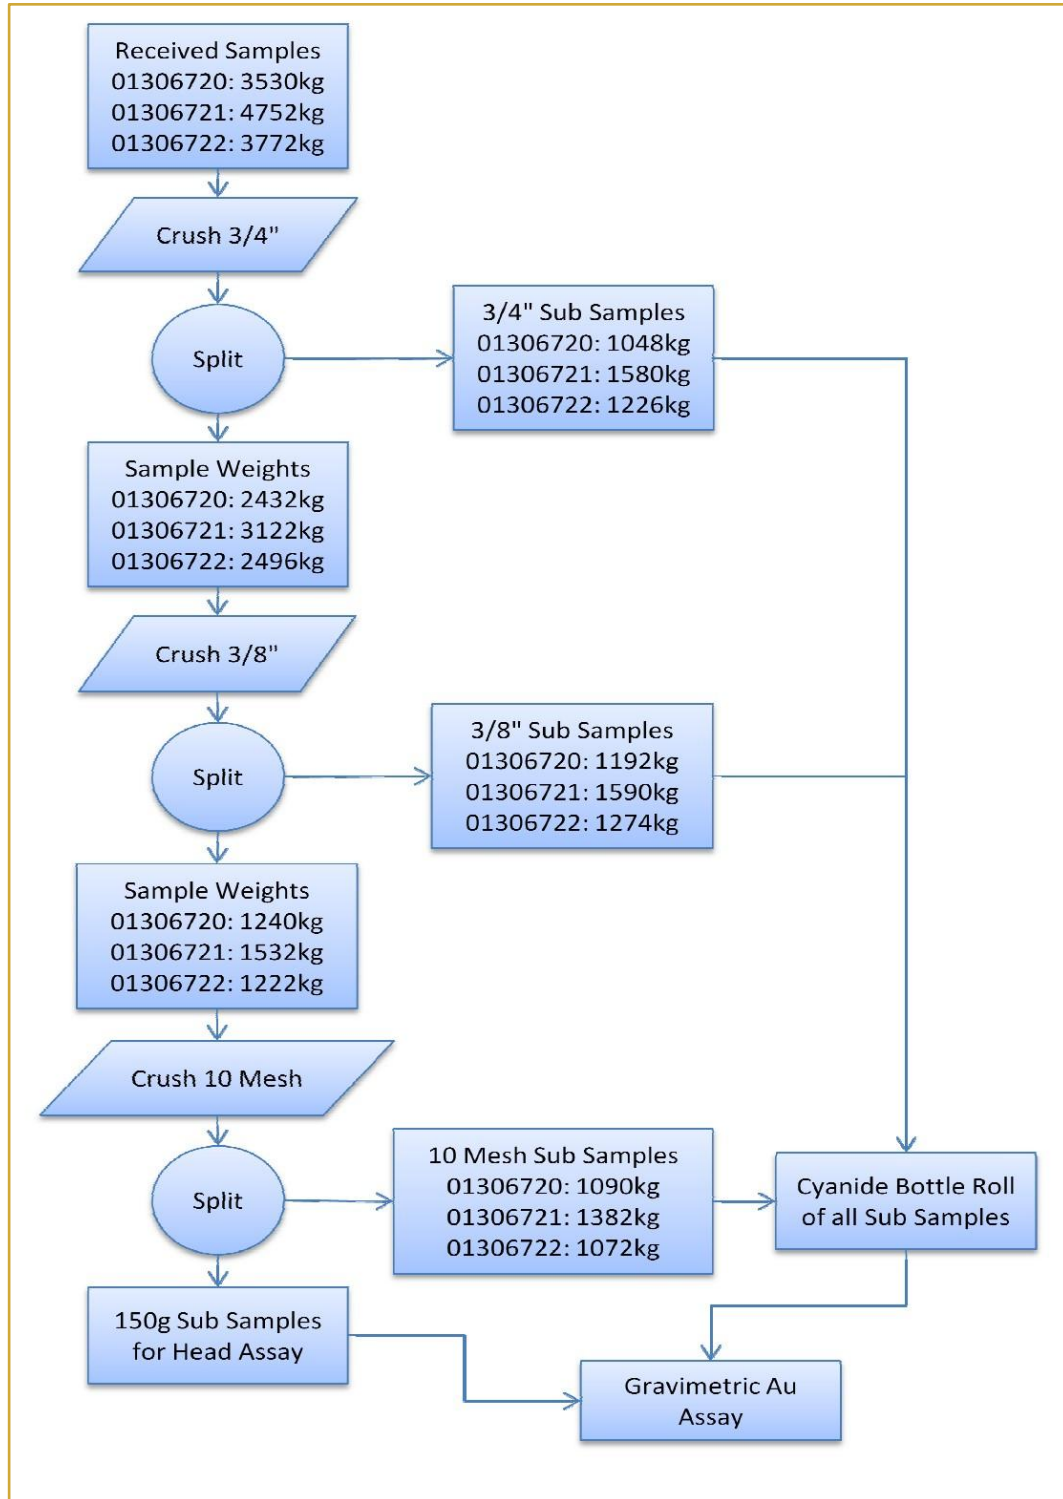 Received Samples
01306720: 3530kg
01306721: 4752kg
01306722: 3772kg
Crush 3/4"
Split
3/4" Sub Samples
01306720: 1048kg
01306721: 1580kg
01306722: 1226kg
Sample Weights
01306720: 2432kg
01306721: 3122kg
01306722: 2496kg
Crush 3/8"
Split
3/8" Sub Samples
01306720: 1192kg
01306721: 1590kg
01306722: 1274kg
Sample Weights
01306720: 1240kg
01306721: 1532kg
01306722: 1222kg
Crush 10 Mesh
Split
10 Mesh Sub Samples
01306720: 1090kg
01306721: 1382kg
01306722: 1072kg
Cyanide Bottle Roll
of all Sub Samples
150g Sub Samples
for Head Assay
Gravimetric Au
Assay